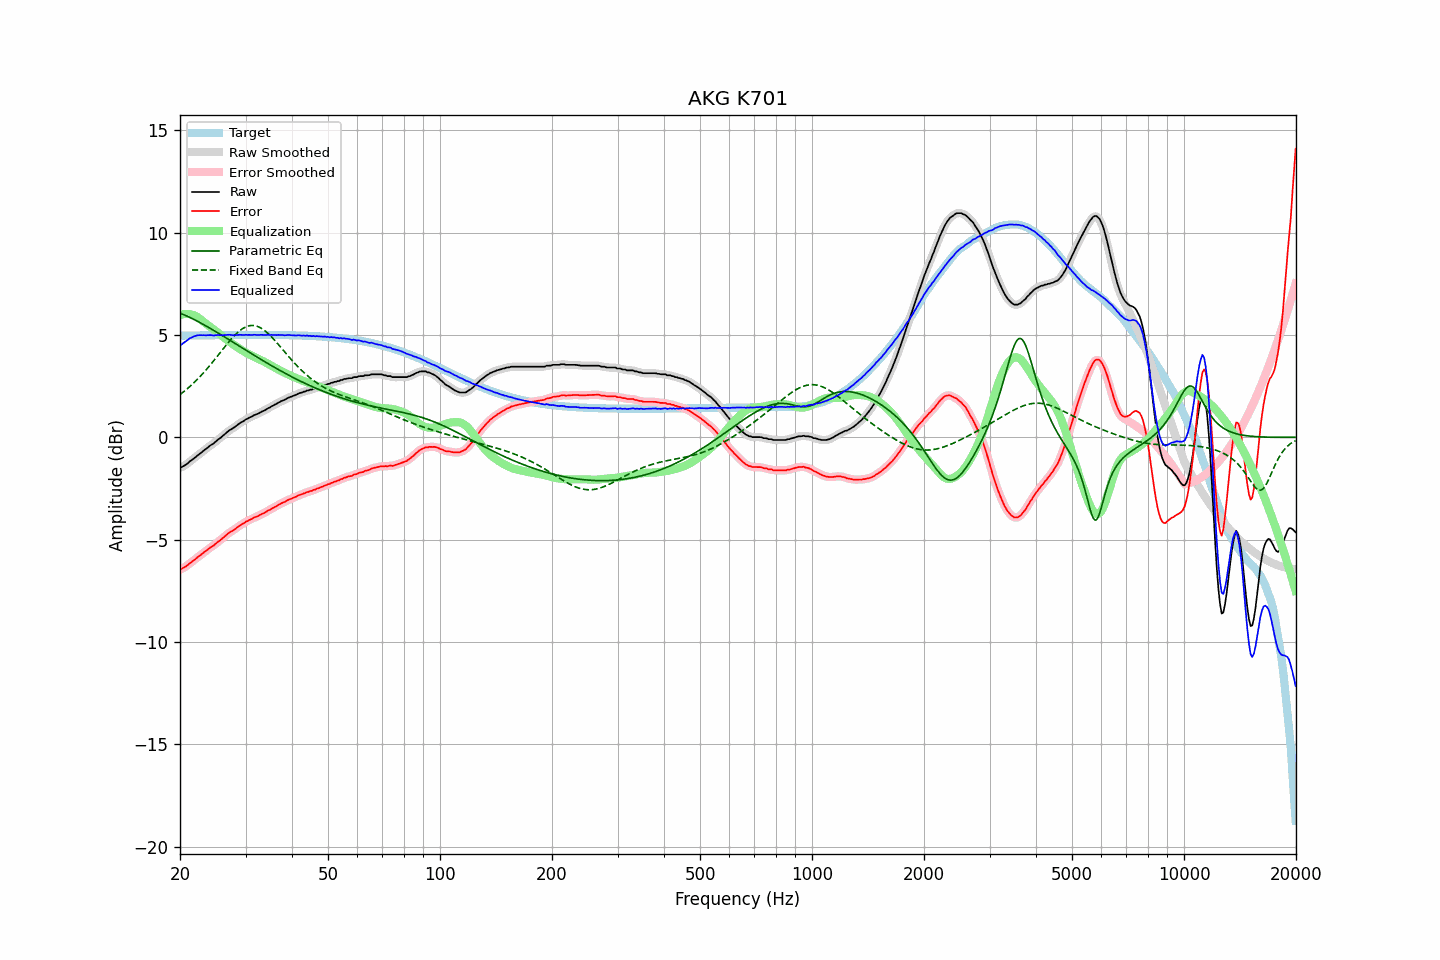 AKG K701
Target
Raw Smoothed
Error Smoothed
Raw
Error
Equalization
Parametric Eq
Fixed Band Eq
Equalized
15
10
5
0
−5
−10
−15
−20
Amplitude (dBr)
20 50 100 200 500 1000 2000 5000 10000 20000
Frequency (Hz)